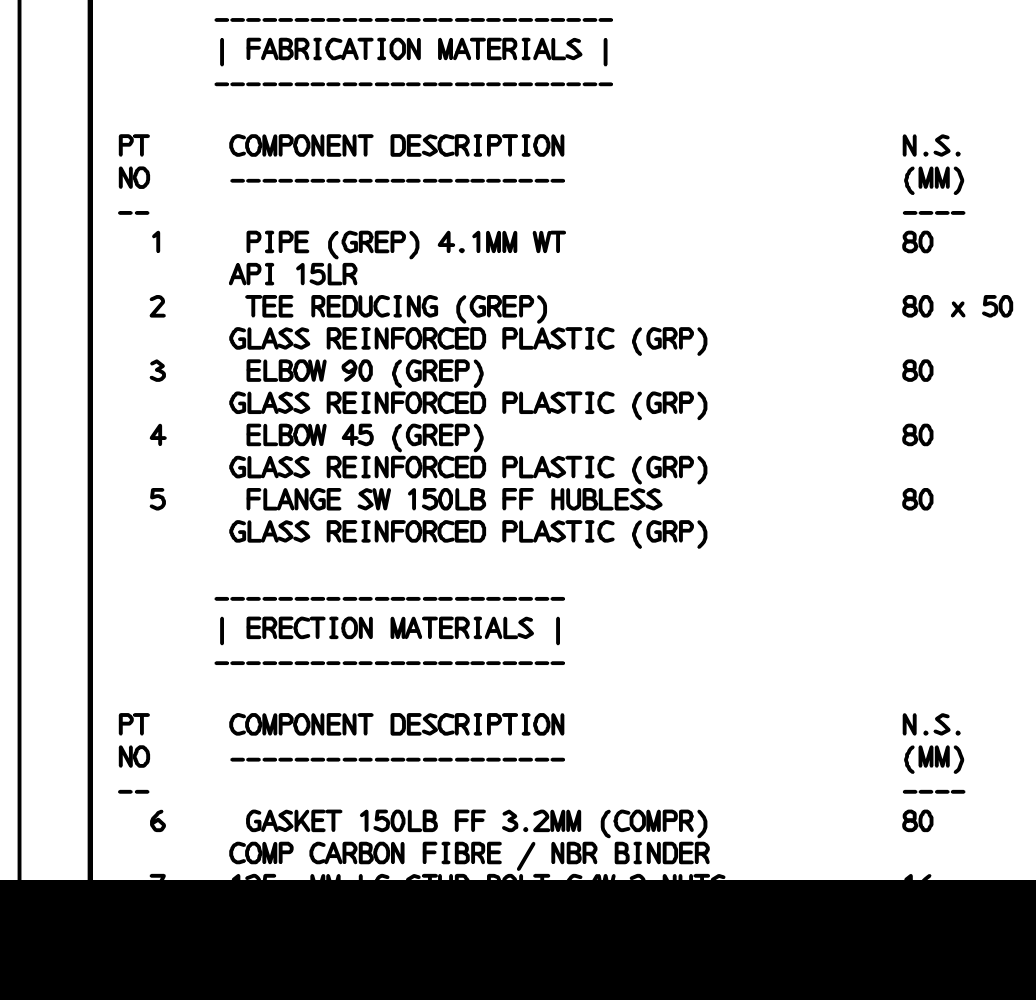 -------------------------
| FABRICATION MATERIALS |
-------------------------
PT COMPONENT DESCRIPTION N.S.
NO --------------------- (MM)
-- ----
1 PIPE (GREP) 4.1MM WT 80
API 15LR
2 TEE REDUCING (GREP) 80 x 50
GLASS REINFORCED PLASTIC (GRP)
3 ELBOW 90 (GREP) 80
GLASS REINFORCED PLASTIC (GRP)
4 ELBOW 45 (GREP) 80
GLASS REINFORCED PLASTIC (GRP)
5 FLANGE SW 150LB FF HUBLESS 80
GLASS REINFORCED PLASTIC (GRP)
----------------------
| ERECTION MATERIALS |
----------------------
PT COMPONENT DESCRIPTION N.S.
NO --------------------- (MM)
-- ----
6 GASKET 150LB FF 3.2MM (COMPR) 80
COMP CARBON FIBRE / NBR BINDER